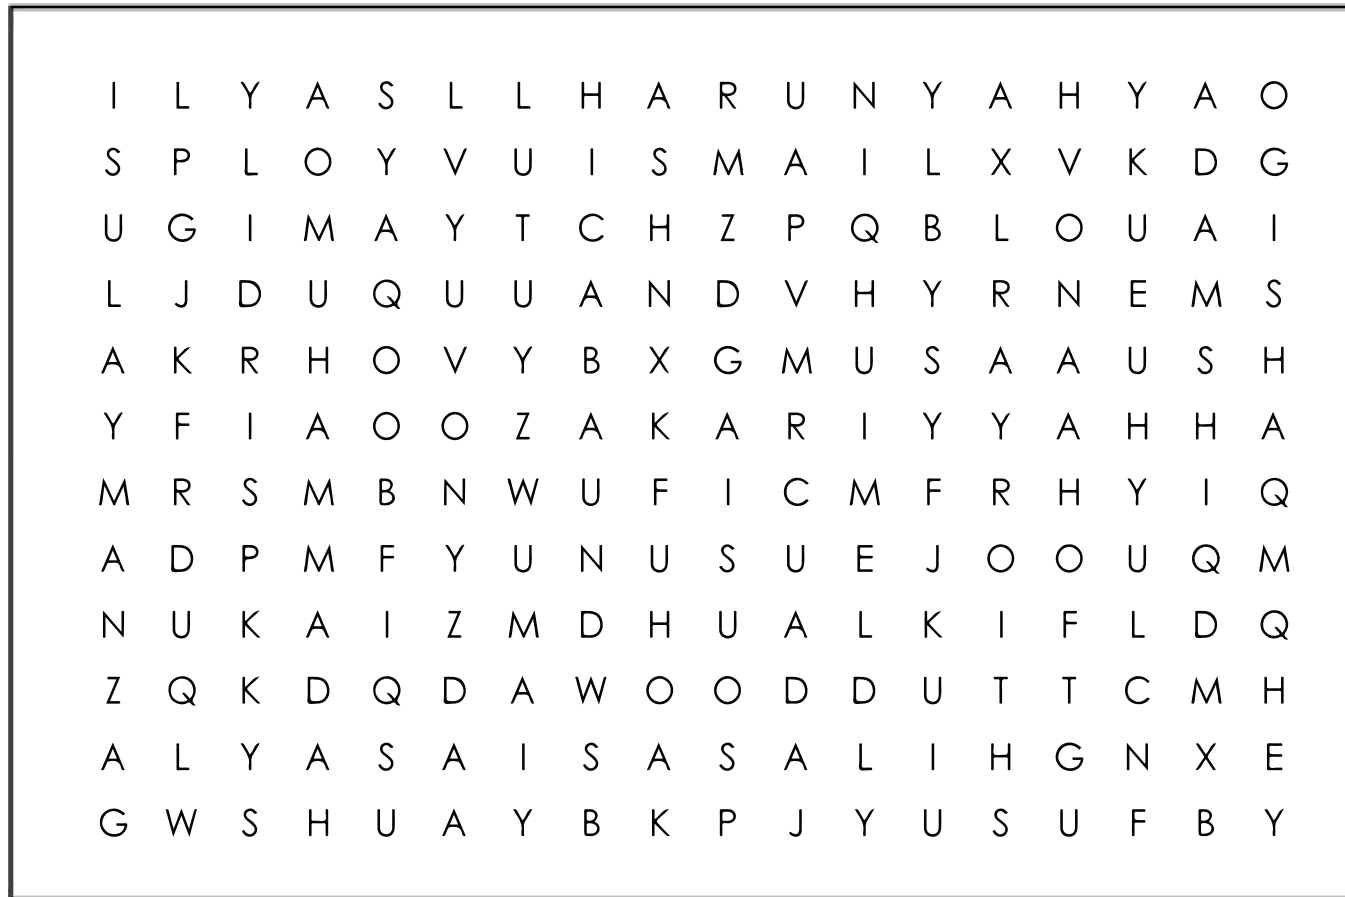 I L Y A S L L H A R U N Y A H Y A O
S P L O Y V U I S M A I L X V K D G
U G I M A Y T C H Z P Q B L O U A I
L J D U Q U U A N D V H Y R N E M S
A K R H O V Y B X G M U S A A U S H
Y F I A O O Z A K A R I Y Y A H H A
M R S M B N W U F I C M F R H Y I Q
A D P M F Y U N U S U E J O O U Q M
N U K A I Z M D H U A L K I F L D Q
Z Q K D Q D A W O O D D U T T C M H
A L Y A S A I S A S A L I H G N X E
G W S H U A Y B K P J Y U S U F B Y